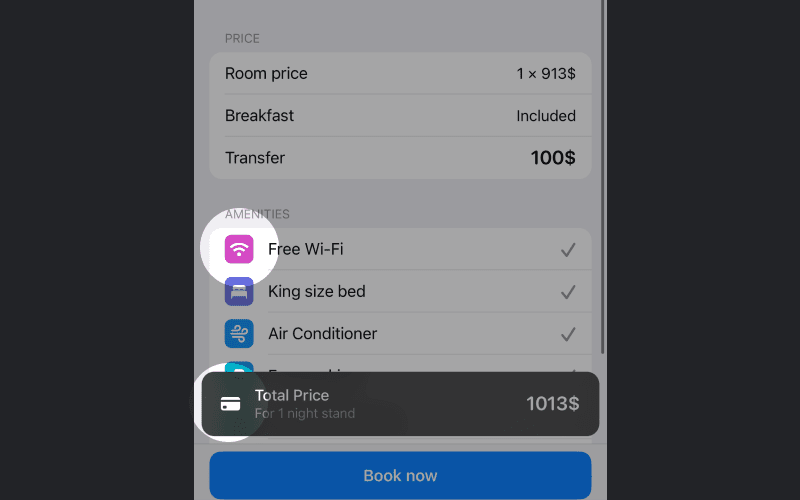 PRICE
Room price 1 × 913$
Breakfast Included
Transfer 100$
AMENITIES
Free Wi-Fi
King size bed
Air Conditioner
Total Price 1013$
For 1 night stand
Book now